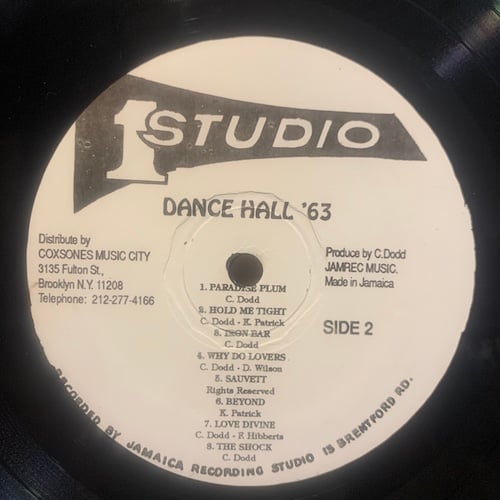 1 STUDIO
DANCE HALL '63
Distribute by
COXSONES MUSIC CITY
3135 Fulton St.,
Brooklyn N.Y. 11208
Telephone: 212-277-4166
Produce by C.Dodd
JAMREC MUSIC.
Made in Jamaica
SIDE 2
1. PARADISE PLUM
C. Dodd
2. HOLD ME TIGHT
C. Dodd - K. Patrick
3. IRON BAR
C. Dodd
4. WHY DO LOVERS
C. Dodd - D. Wilson
5. SAUVETT
Rights Reserved
6. BEYOND
K. Patrick
7. LOVE DIVINE
C. Dodd - F. Hibberts
8. THE SHOCK
C. Dodd
RECORDED BY JAMAICA RECORDING STUDIO 13 BRENTFORD RD.